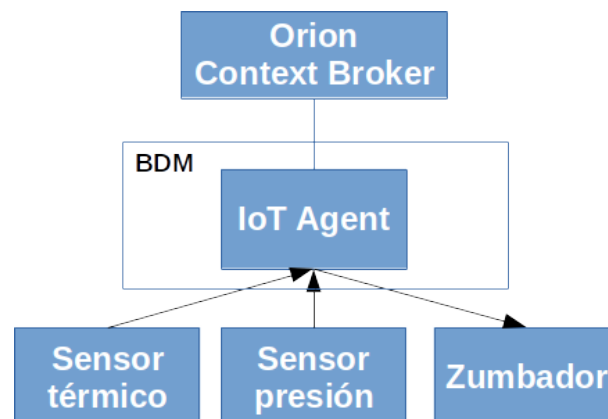 Orion
Context Broker
BDM
IoT Agent
Sensor
térmico
Sensor
presión
Zumbador